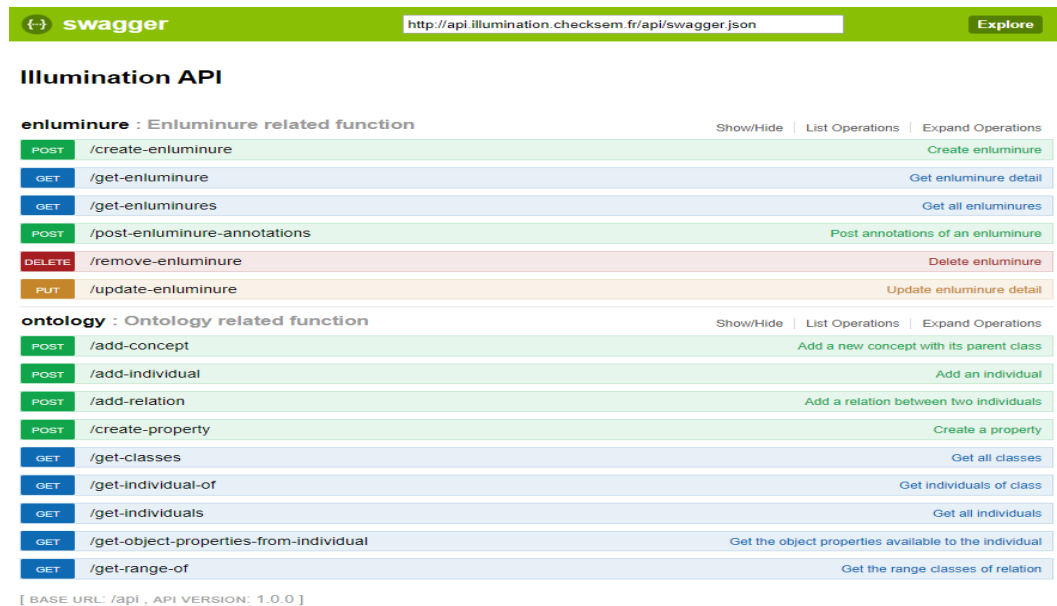 {···} swagger http://api.illumination.checksem.fr/api/swagger.json Explore
Illumination API
enluminure : Enluminure related function Show/Hide | List Operations | Expand Operations
POST /create-enluminure Create enluminure
GET /get-enluminure Get enluminure detail
GET /get-enluminures Get all enluminures
POST /post-enluminure-annotations Post annotations of an enluminure
DELETE /remove-enluminure Delete enluminure
PUT /update-enluminure Update enluminure detail
ontology : Ontology related function Show/Hide | List Operations | Expand Operations
POST /add-concept Add a new concept with its parent class
POST /add-individual Add an individual
POST /add-relation Add a relation between two individuals
POST /create-property Create a property
GET /get-classes Get all classes
GET /get-individual-of Get individuals of class
GET /get-individuals Get all individuals
GET /get-object-properties-from-individual Get the object properties available to the individual
GET /get-range-of Get the range classes of relation
[ BASE URL: /api , API VERSION: 1.0.0 ]